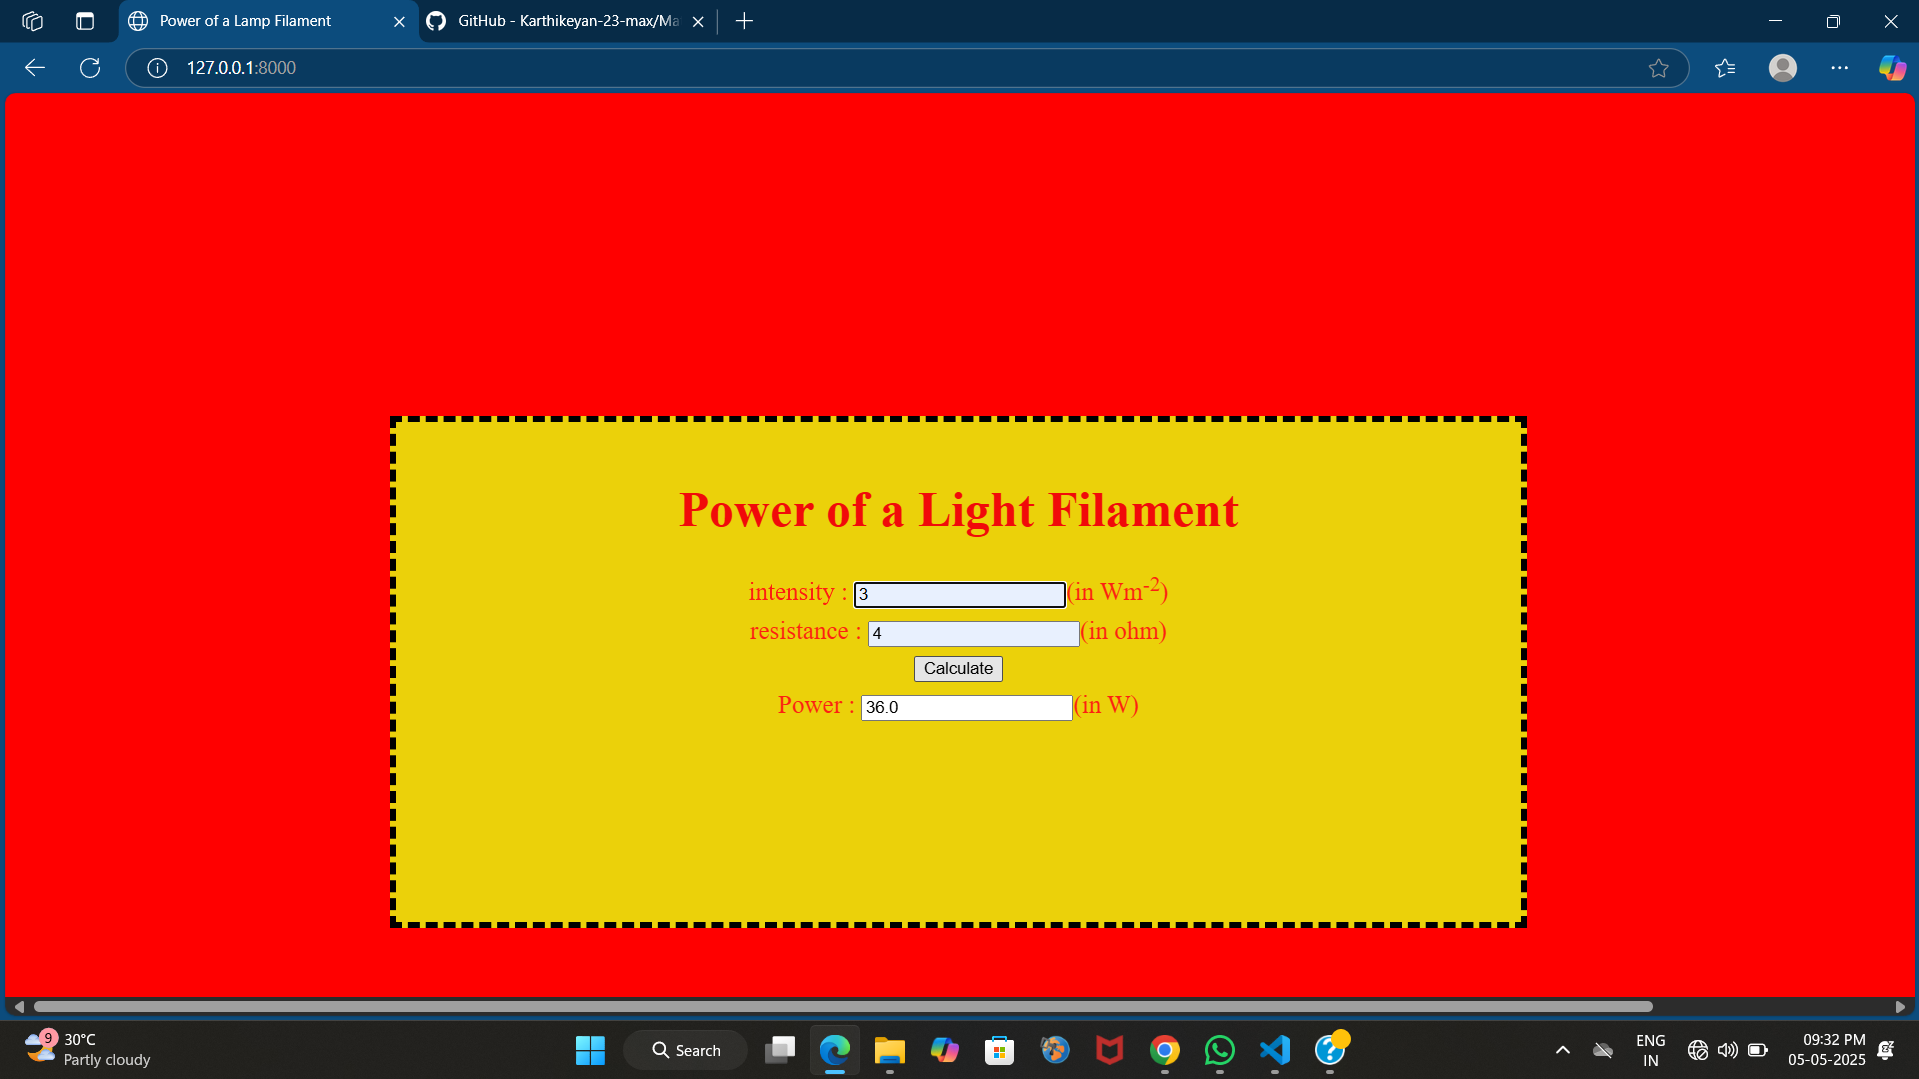 Power of a Lamp Filament
GitHub - Karthikeyan-23-max/Ma
127.0.0.1:8000
Power of a Light Filament
intensity : 3 (in Wm-2)
resistance : 4 (in ohm)
Calculate
Power : 36.0 (in W)
9
30°C
Partly cloudy
Search
ENG
IN
09:32 PM
05-05-2025